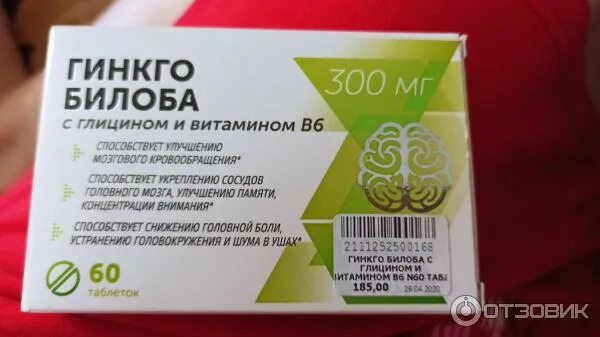 ГИНКГО
БИЛОБА
с глицином и витамином В6
300 мг
СПОСОБСТВУЕТ УЛУЧШЕНИЮ
МОЗГОВОГО КРОВООБРАЩЕНИЯ*
СПОСОБСТВУЕТ УКРЕПЛЕНИЮ СОСУДОВ
ГОЛОВНОГО МОЗГА, УЛУЧШЕНИЮ ПАМЯТИ,
КОНЦЕНТРАЦИИ ВНИМАНИЯ*
СПОСОБСТВУЕТ СНИЖЕНИЮ ГОЛОВНОЙ БОЛИ,
УСТРАНЕНИЮ ГОЛОВОКРУЖЕНИЯ И ШУМА В УШАХ*
60
таблеток
2111252500168
ГИНКГО БИЛОБА С
ГЛИЦИНОМ И
ВИТАМИНОМ В6 N60 ТАБЛ
185,00 29.04.2020
ОТЗОВИК